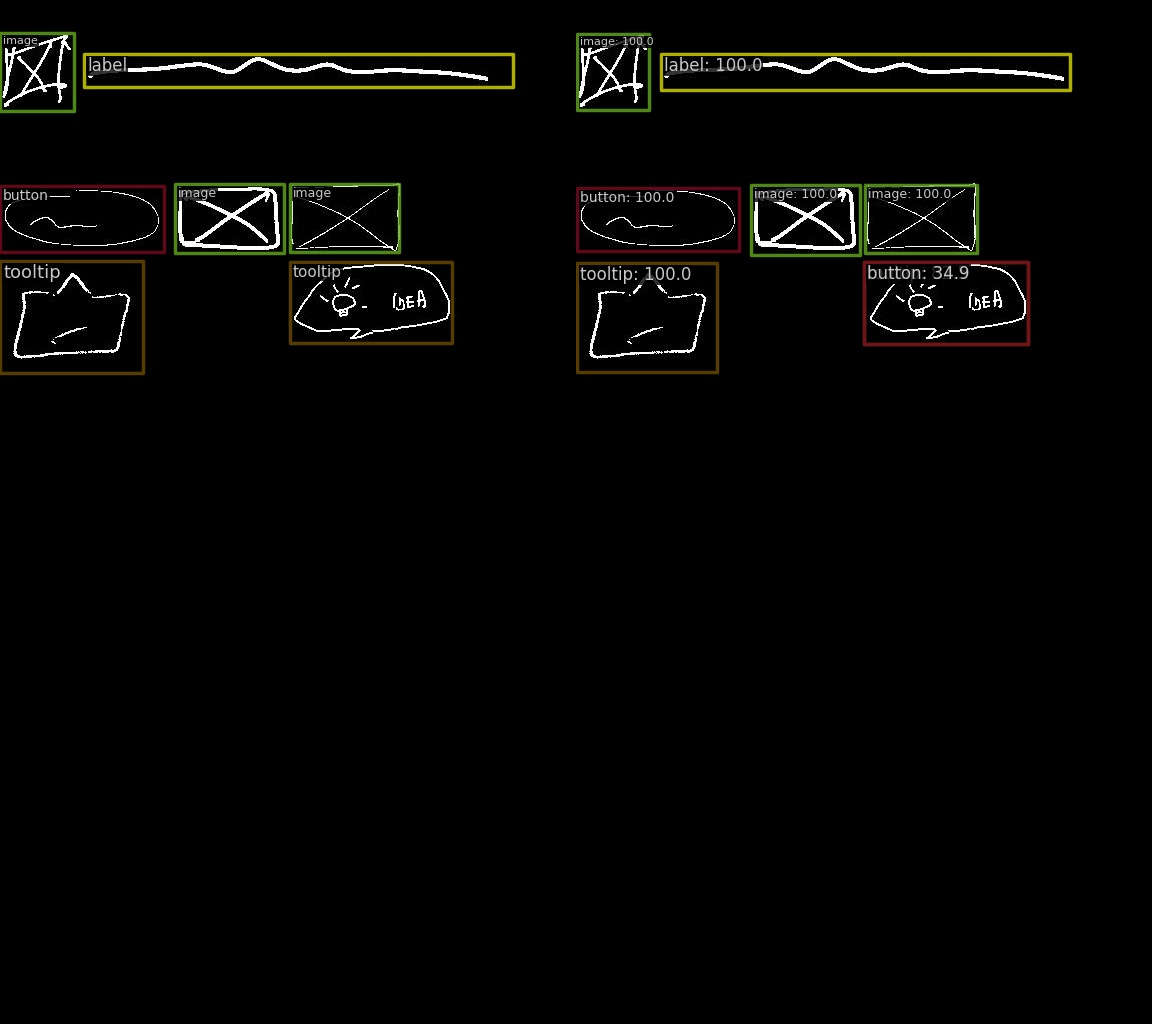 image image: 100.0
label label: 100.0
button image image button: 100.0 image: 100.0 image: 100.0
tooltip tooltip tooltip: 100.0 button: 34.9
IDEA IDEA